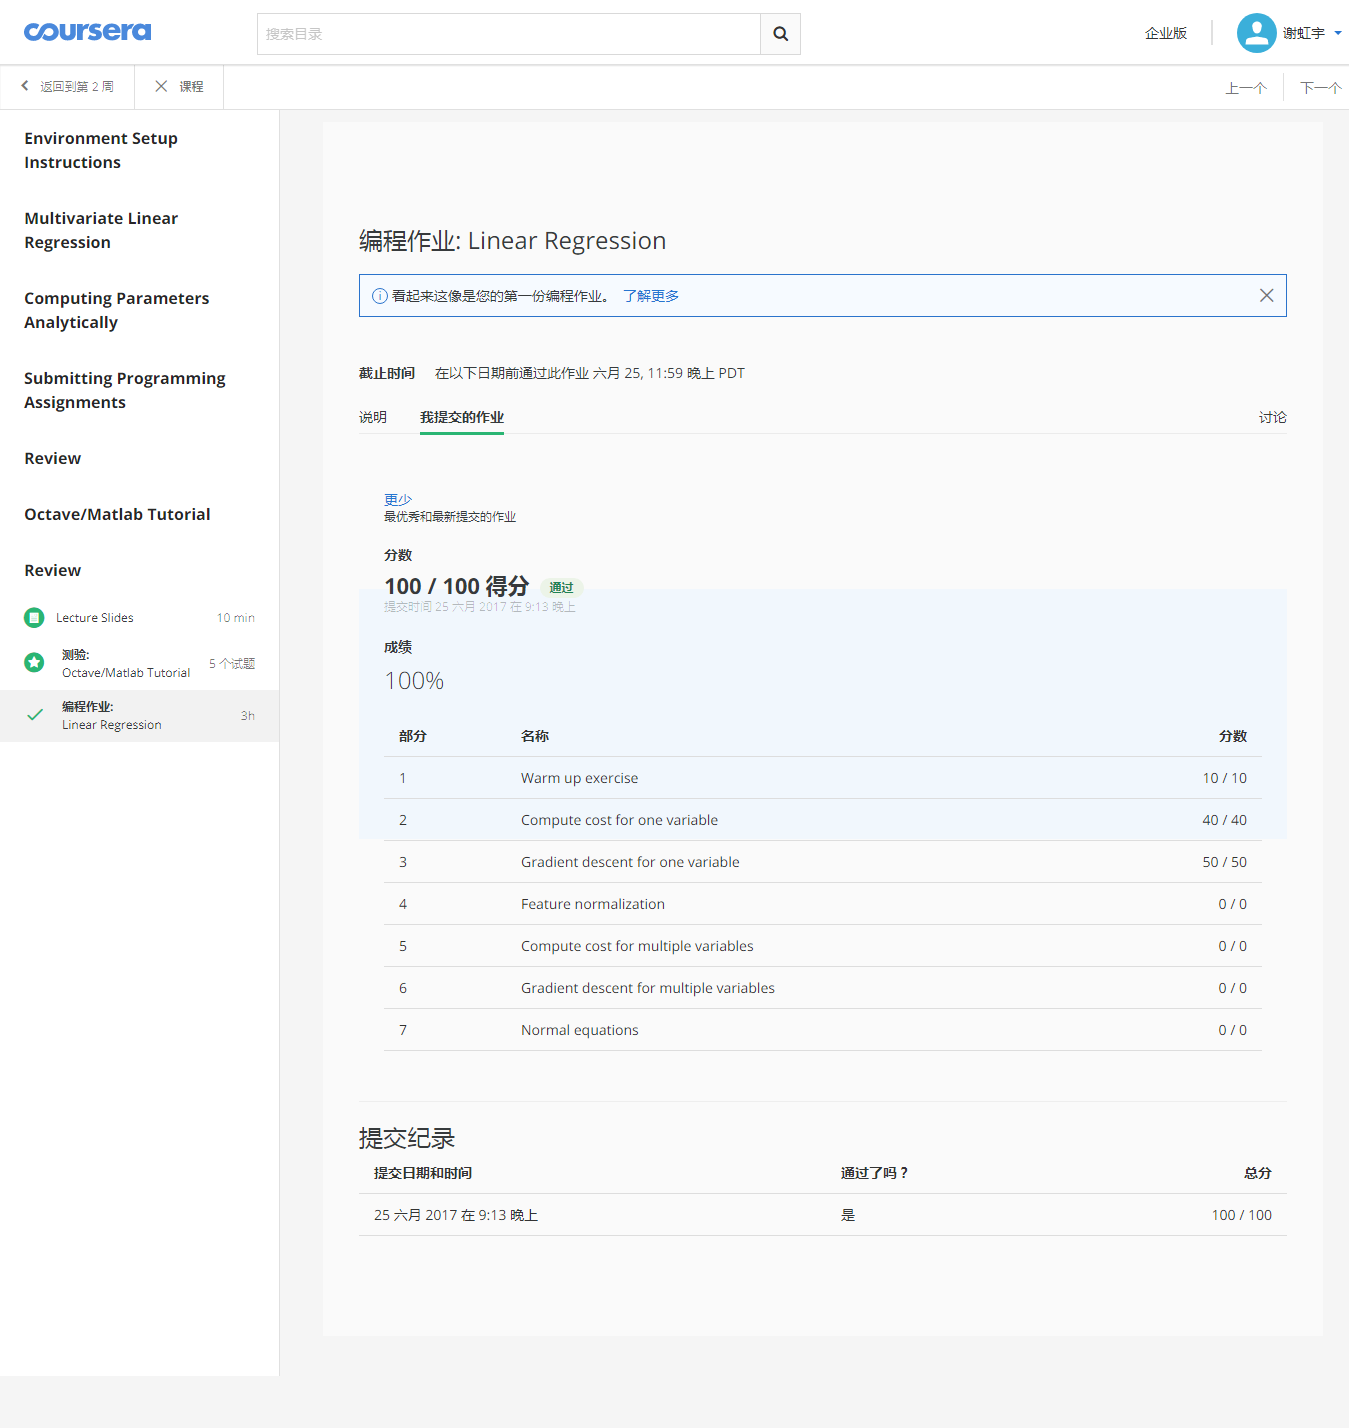 coursera
搜索目录
企业版
谢虹宇
返回到第 2 周
课程
上一个
下一个
Environment Setup
Instructions
Multivariate Linear
Regression
Computing Parameters
Analytically
Submitting Programming
Assignments
Review
Octave/Matlab Tutorial
Review
Lecture Slides 10 min
测验:
Octave/Matlab Tutorial
5 个试题
编程作业:
Linear Regression
3h
编程作业: Linear Regression
看起来这像是您的第一份编程作业。 了解更多
截止时间 在以下日期前通过此作业 六月 25, 11:59 晚上 PDT
说明 我提交的作业 讨论
更少
最优秀和最新提交的作业
分数
100 / 100 得分 通过
提交时间 25 六月 2017 在 9:13 晚上
成绩
100%
部分 名称 分数
1 Warm up exercise 10 / 10
2 Compute cost for one variable 40 / 40
3 Gradient descent for one variable 50 / 50
4 Feature normalization 0 / 0
5 Compute cost for multiple variables 0 / 0
6 Gradient descent for multiple variables 0 / 0
7 Normal equations 0 / 0
提交纪录
提交日期和时间 通过了吗？ 总分
25 六月 2017 在 9:13 晚上 是 100 / 100